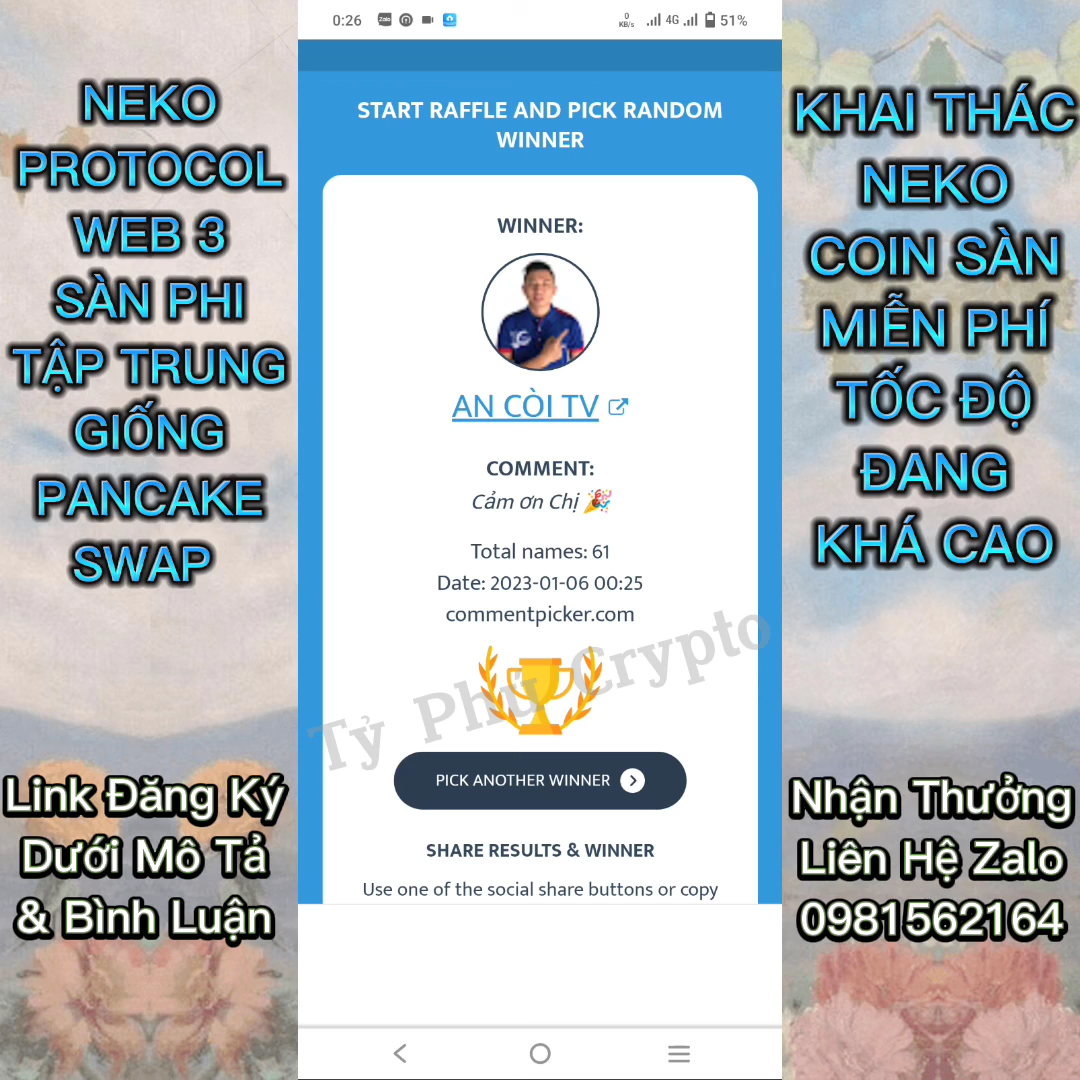 0:26
Zalo
0
KB/s
4G
51%
NEKO
PROTOCOL
WEB 3
SÀN PHI
TẬP TRUNG
GIỐNG
PANCAKE
SWAP
Link Đăng Ký
Dưới Mô Tả
& Bình Luận
START RAFFLE AND PICK RANDOM
WINNER
WINNER:
AN CÒI TV
COMMENT:
Cảm ơn Chị 🎉
Total names: 61
Date: 2023-01-06 00:25
commentpicker.com
Tỷ Phú Crypto
PICK ANOTHER WINNER
SHARE RESULTS & WINNER
Use one of the social share buttons or copy
KHAI THÁC
NEKO
COIN SÀN
MIỄN PHÍ
TỐC ĐỘ
ĐANG
KHÁ CAO
Nhận Thưởng
Liên Hệ Zalo
0981562164